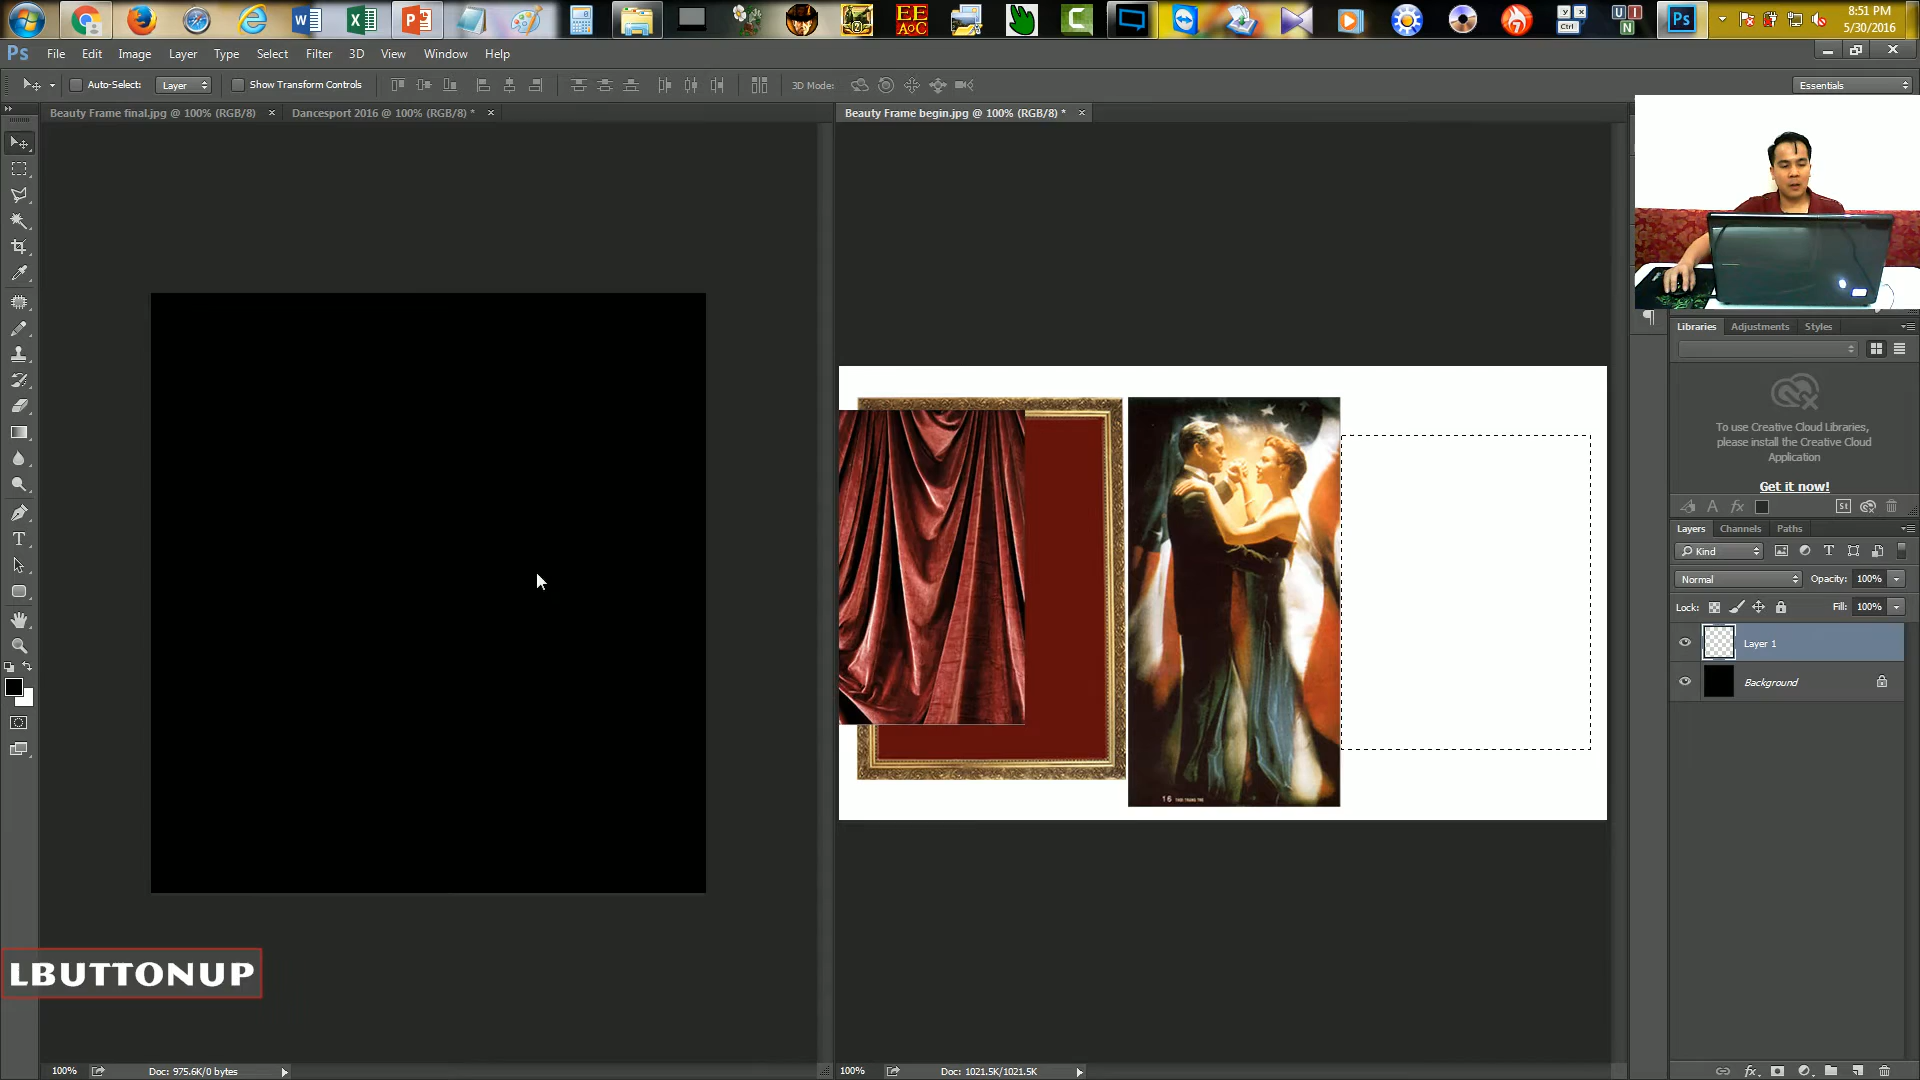 8:51 PM
5/30/2016
Ps File Edit Image Layer Type Select Filter 3D View Window Help
Auto-Select: Layer Show Transform Controls 3D Mode: Essentials
Beauty Frame final.jpg @ 100% (RGB/8) × Dancesport 2016 @ 100% (RGB/8) * × Beauty Frame begin.jpg @ 100% (RGB/8) * ×
Libraries Adjustments Styles
To use Creative Cloud Libraries,
please install the Creative Cloud
Application
Get it now!
Layers Channels Paths
Kind
Normal Opacity: 100%
Lock: Fill: 100%
Layer 1
Background
LBUTTONUP
100% Doc: 975.6K/0 bytes 100% Doc: 1021.5K/1021.5K